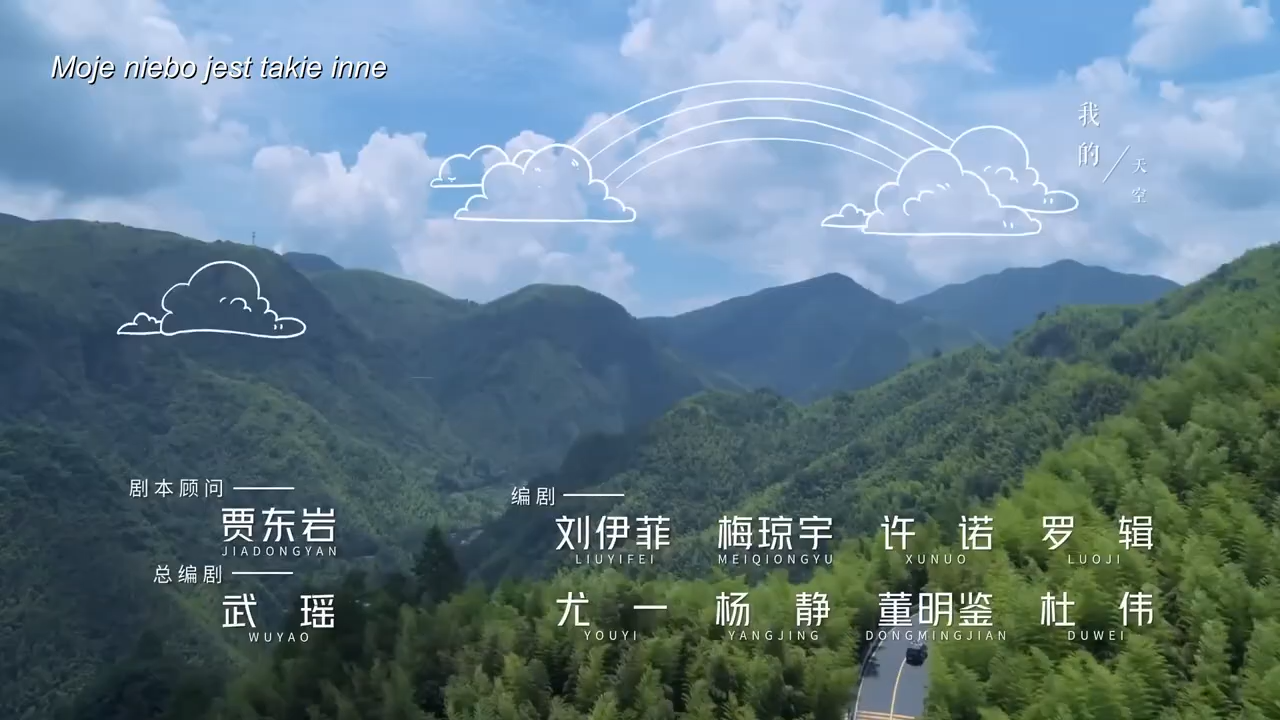 Moje niebo jest takie inne
我的
天空
剧本顾问
贾东岩
JIADONGYAN
总编剧
武瑶
WUYAO
编剧
刘伊菲 梅琼宇 许诺 罗辑
LIUYIFEI MEIQIONGYU XUNUO LUOJI
尤一 杨静 董明鉴 杜伟
YOUYI YANGJING DONGMINGJIAN DUWEI